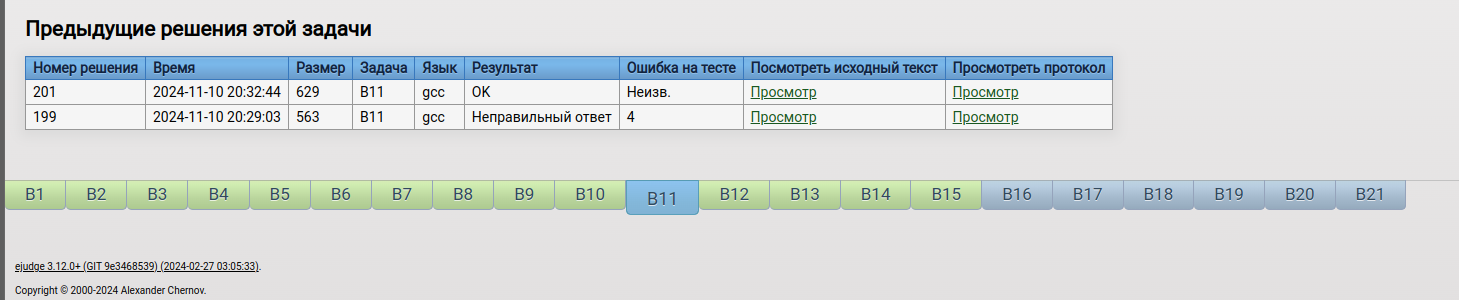 Предыдущие решения этой задачи
Номер решения Время Размер Задача Язык Результат Ошибка на тесте Посмотреть исходный текст Просмотреть протокол
201 2024-11-10 20:32:44 629 B11 gcc OK Неизв. Просмотр Просмотр
199 2024-11-10 20:29:03 563 B11 gcc Неправильный ответ 4 Просмотр Просмотр
B1 B2 B3 B4 B5 B6 B7 B8 B9 B10 B11 B12 B13 B14 B15 B16 B17 B18 B19 B20 B21
ejudge 3.12.0+ (GIT 9e3468539) (2024-02-27 03:05:33).
Copyright © 2000-2024 Alexander Chernov.